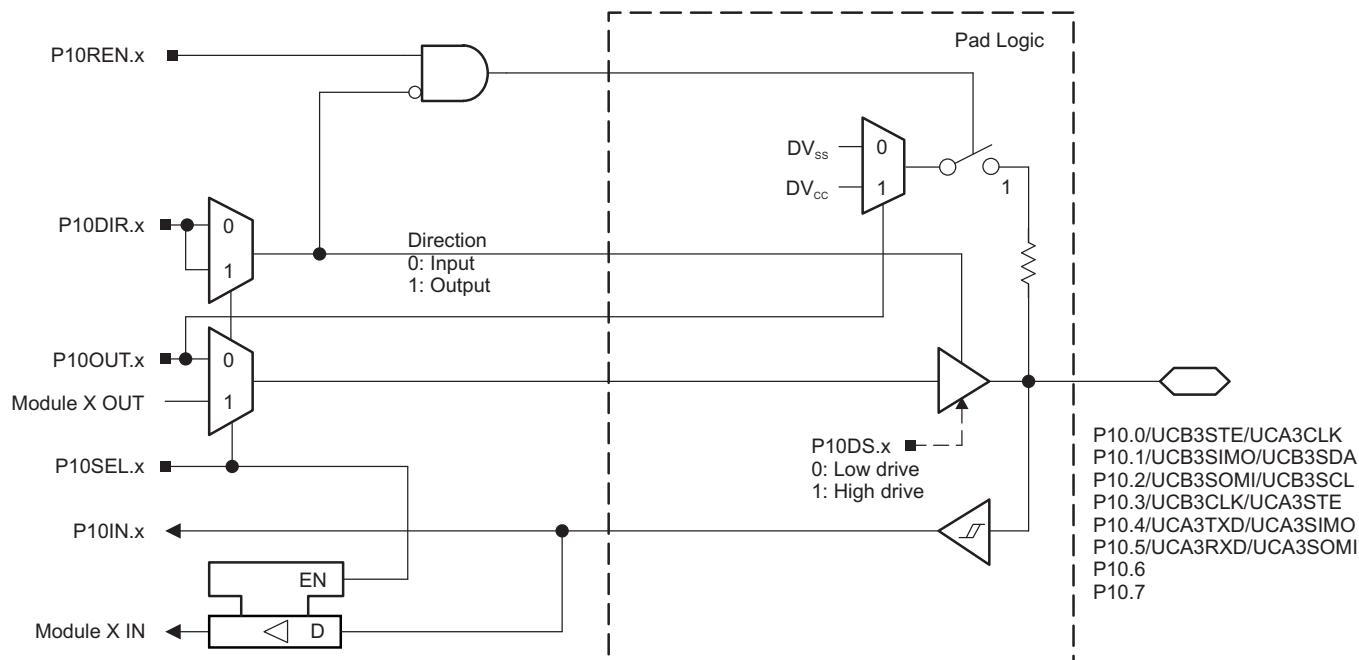 Pad Logic
P10REN.x
DVSS
0
DVCC
1
1
P10DIR.x
0
1
Direction
0: Input
1: Output
P10OUT.x
0
Module X OUT
1
P10DS.x
0: Low drive
1: High drive
P10SEL.x
P10IN.x
EN
Module X IN
D
P10.0/UCB3STE/UCA3CLK
P10.1/UCB3SIMO/UCB3SDA
P10.2/UCB3SOMI/UCB3SCL
P10.3/UCB3CLK/UCA3STE
P10.4/UCA3TXD/UCA3SIMO
P10.5/UCA3RXD/UCA3SOMI
P10.6
P10.7